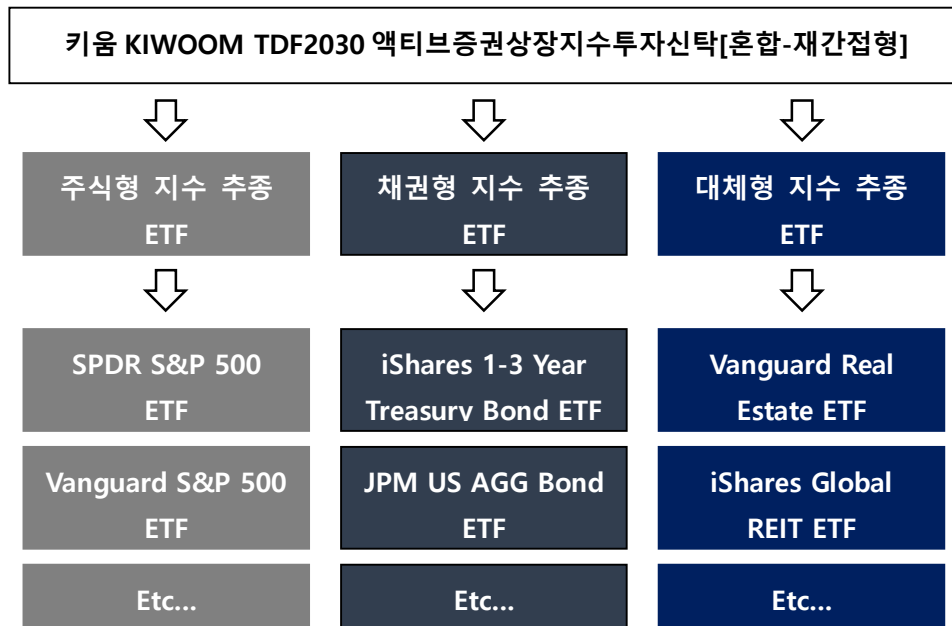 키움 KIWOOM TDF2030 액티브증권상장지수투자신탁[혼합-재간접형]
주식형 지수 추종
ETF
채권형 지수 추종
ETF
대체형 지수 추종
ETF
SPDR S&P 500
ETF
iShares 1-3 Year
Treasury Bond ETF
Vanguard Real
Estate ETF
Vanguard S&P 500
ETF
JPM US AGG Bond
ETF
iShares Global
REIT ETF
Etc...
Etc...
Etc...